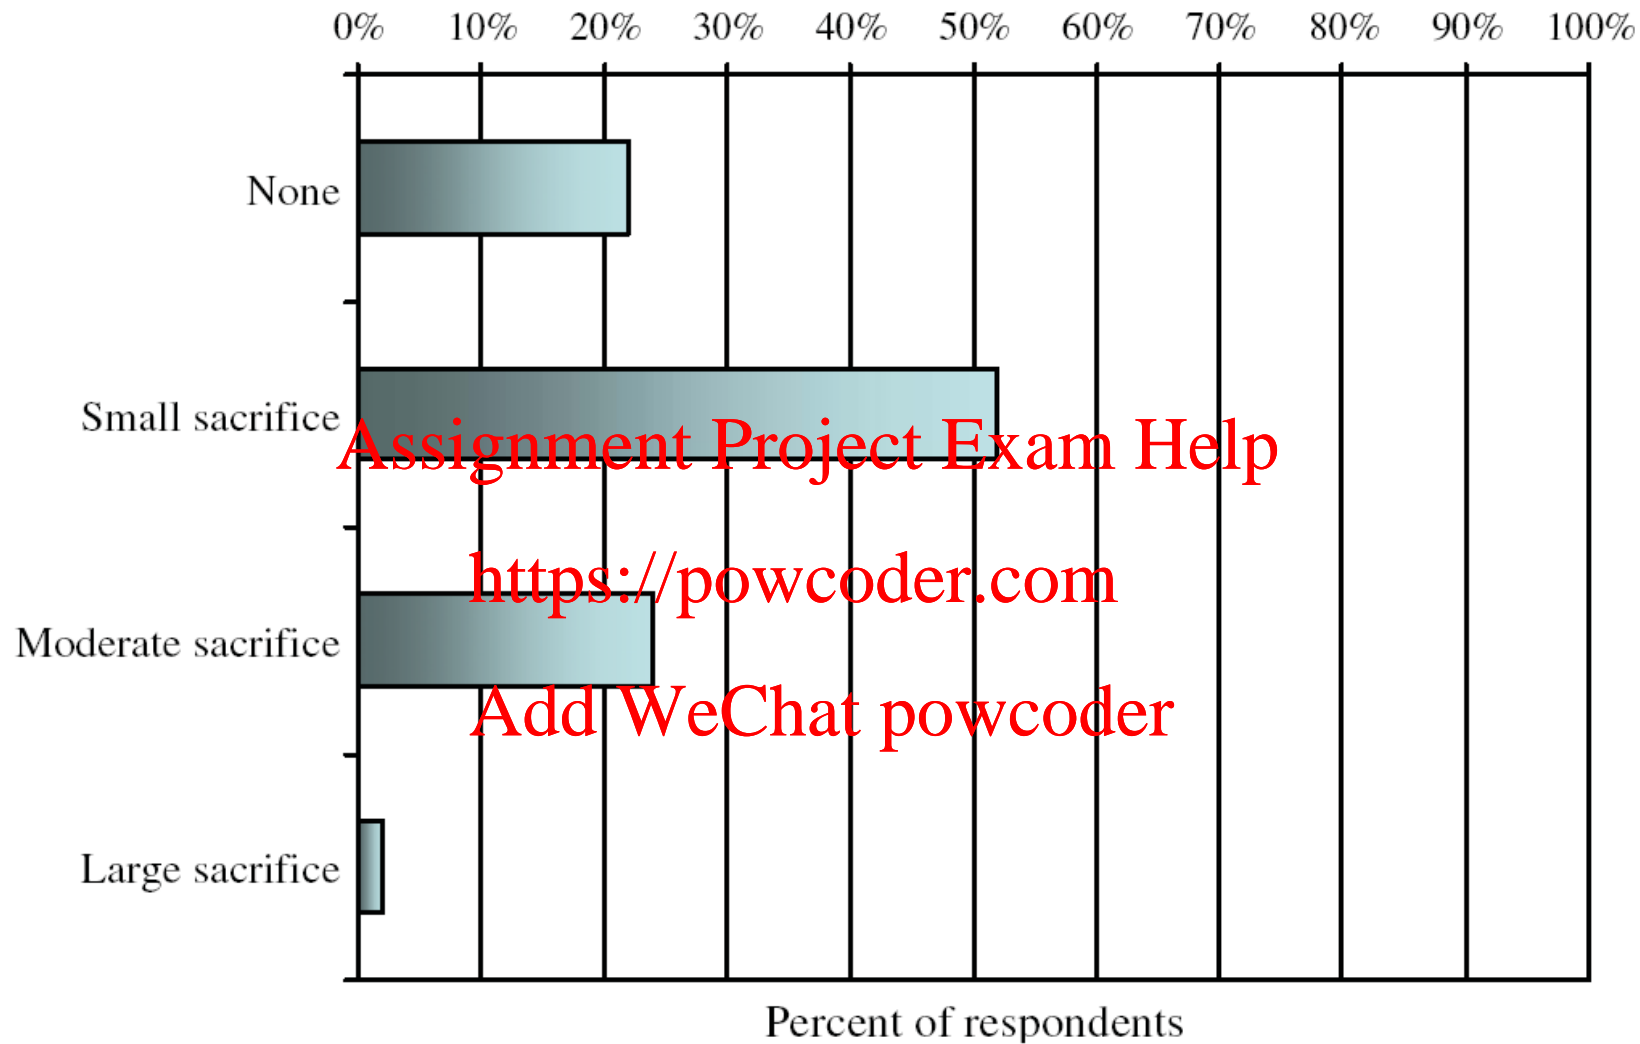 0% 10% 20% 30% 40% 50% 60% 70% 80% 90% 100%
None
Small sacrifice
Assignment Project Exam Help
https://powcoder.com
Moderate sacrifice
Add WeChat powcoder
Large sacrifice
Percent of respondents